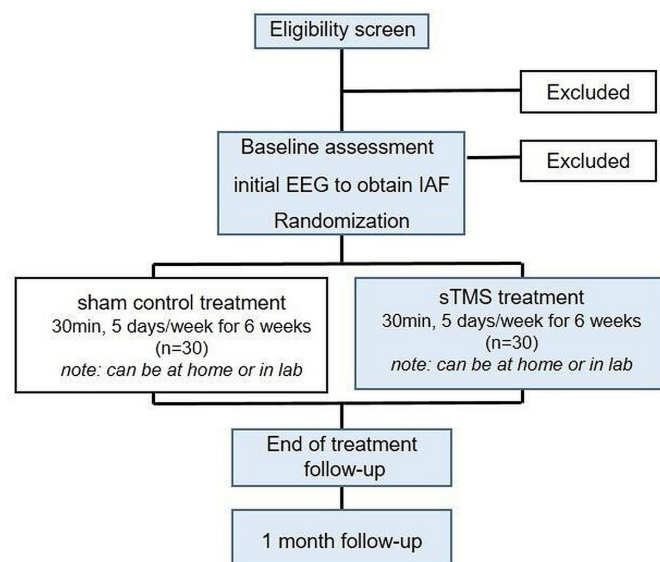 Eligibility screen
Excluded
Baseline assessment
initial EEG to obtain IAF
Randomization
Excluded
sham control treatment
30min, 5 days/week for 6 weeks
(n=30)
note: can be at home or in lab
sTMS treatment
30min, 5 days/week for 6 weeks
(n=30)
note: can be at home or in lab
End of treatment
follow-up
1 month follow-up